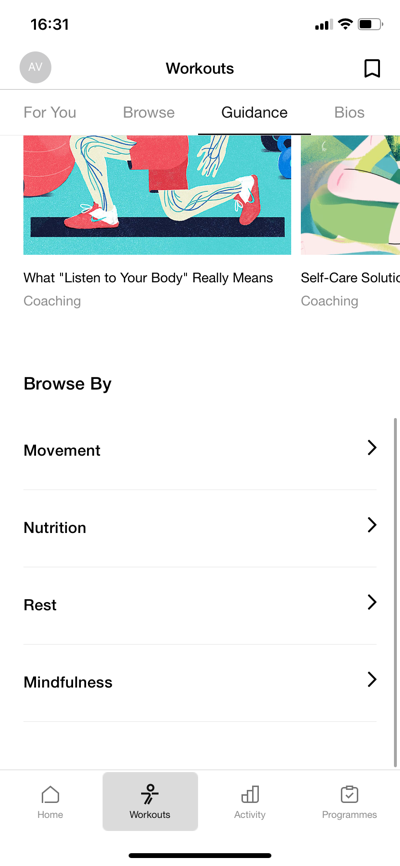 16:31
AV
Workouts
For You
Browse
Guidance
Bios
What "Listen to Your Body" Really Means
Coaching
Self-Care
Coaching
Browse By
Movement
Nutrition
Rest
Mindfulness
Home
Workouts
Activity
Programmes